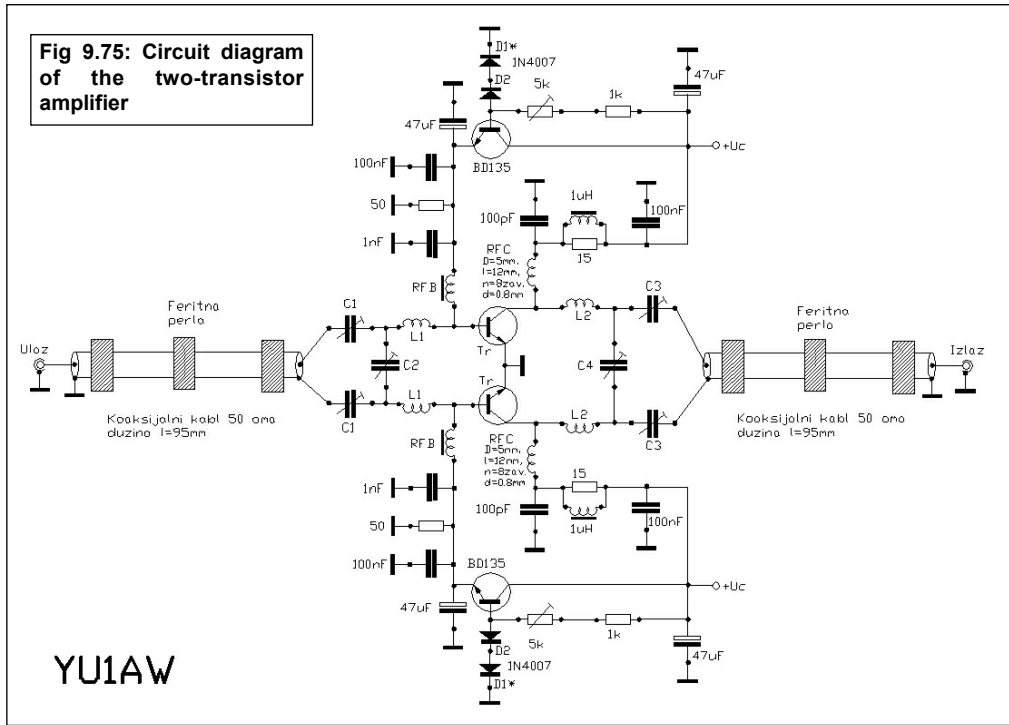 Fig 9.75: Circuit diagram
of the two-transistor
amplifier
D1*
1N4007
D2
5k
1k
47uF
47uF
+Uc
BD135
100nF
50
1nF
100pF
1uH
15
100nF
RFC
D=5mm,
l=12mm,
n=8zav.
d=0.8mm
RFB
C1
L1
Tr
L2
C3
Feritna
perla
Feritna
perla
Ulaz
Izlaz
C2
C4
Tr
C1
L1
L2
C3
Koaksijalni kabl 50 oma
duzina l=95mm
Koaksijalni kabl 50 oma
duzina l=95mm
RFB
RFC
D=5mm,
l=12mm,
n=8zav.
d=0.8mm
1nF
50
100nF
100pF
15
1uH
100nF
BD135
+Uc
47uF
5k
1k
47uF
D2
1N4007
D1*
YU1AW